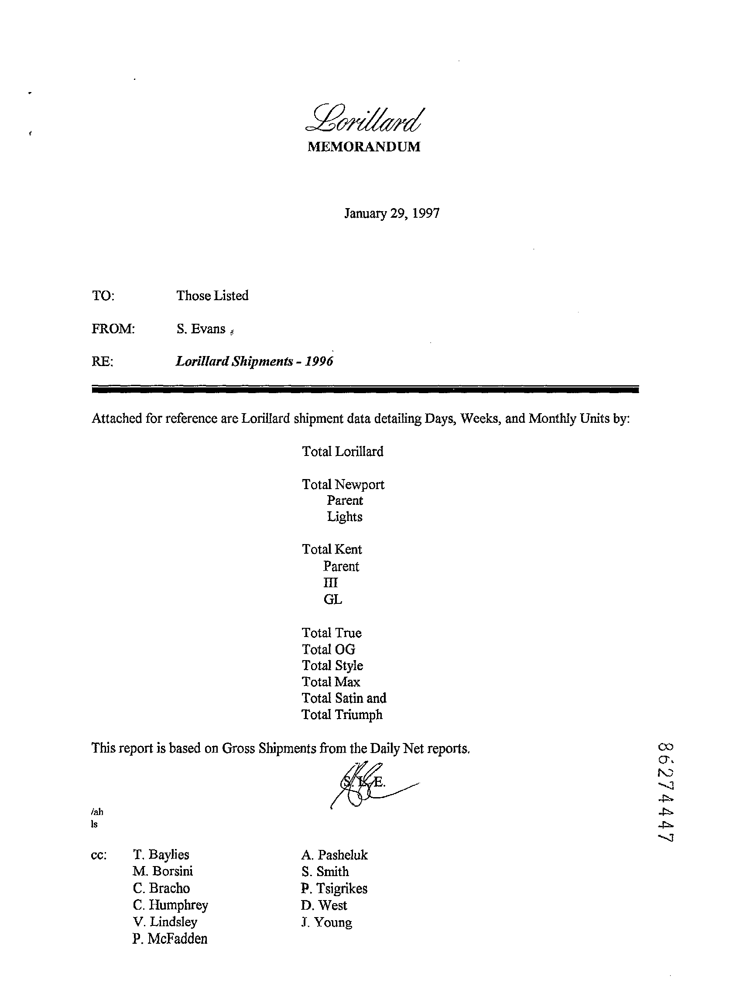 Lorillard
MEMORANDUM
January 29, 1997
TO: Those Listed
FROM: S. Evans
RE: Lorillard Shipments - 1996
Attached for reference are Lorillard shipment data detailing Days, Weeks, and Monthly Units by:
Total Lorillard
Total Newport
Parent
Lights
Total Kent
Parent
III
GL
Total True
Total OG
Total Style
Total Max
Total Satin and
Total Triumph
This report is based on Gross Shipments from the Daily Net reports.
/ah
ls
cc: T. Baylies A. Pasheluk
M. Borsini S. Smith
C. Bracho P. Tsigrikes
C. Humphrey D. West
V. Lindsley J. Young
P. McFadden
86274447